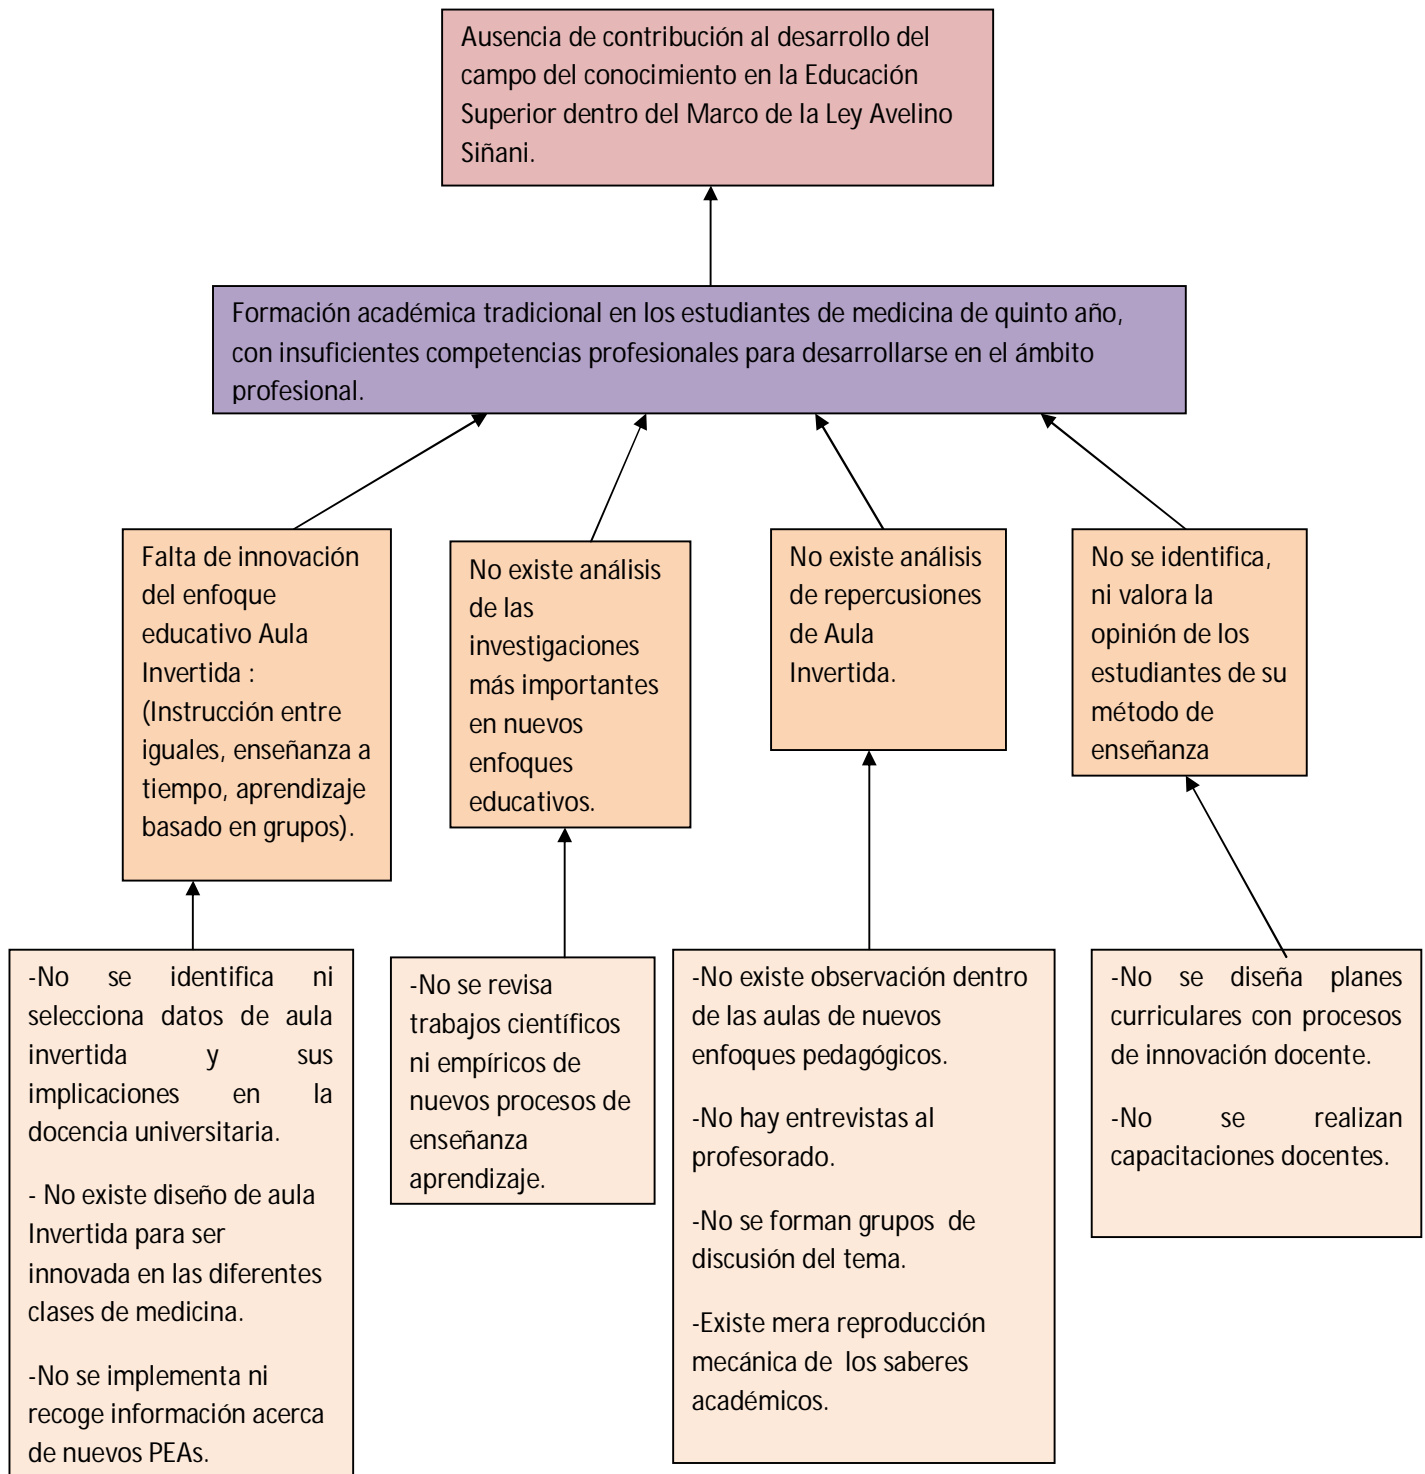 Ausencia de contribución al desarrollo del
campo del conocimiento en la Educación
Superior dentro del Marco de la Ley Avelino
Siñani.
Formación académica tradicional en los estudiantes de medicina de quinto año,
con insuficientes competencias profesionales para desarrollarse en el ámbito
profesional.
Falta de innovación
del enfoque
educativo Aula
Invertida :
(Instrucción entre
iguales, enseñanza a
tiempo, aprendizaje
basado en grupos).
No existe análisis
de las
investigaciones
más importantes
en nuevos
enfoques
educativos.
No existe análisis
de repercusiones
de Aula
Invertida.
No se identifica,
ni valora la
opinión de los
estudiantes de su
método de
enseñanza
-No se identifica ni
selecciona datos de aula
invertida y sus
implicaciones en la
docencia universitaria.
- No existe diseño de aula
Invertida para ser
innovada en las diferentes
clases de medicina.
-No se implementa ni
recoge información acerca
de nuevos PEAs.
-No se revisa
trabajos científicos
ni empíricos de
nuevos procesos de
enseñanza
aprendizaje.
-No existe observación dentro
de las aulas de nuevos
enfoques pedagógicos.
-No hay entrevistas al
profesorado.
-No se forman grupos de
discusión del tema.
-Existe mera reproducción
mecánica de los saberes
académicos.
-No se diseña planes
curriculares con procesos
de innovación docente.
-No se realizan
capacitaciones docentes.